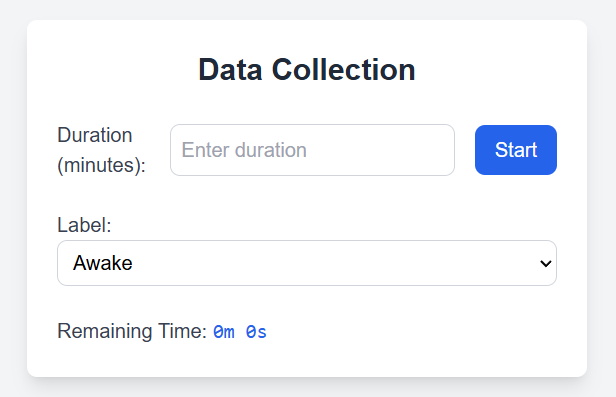 Data Collection
Duration
(minutes):
Enter duration
Start
Label:
Awake
Remaining Time: 0m 0s